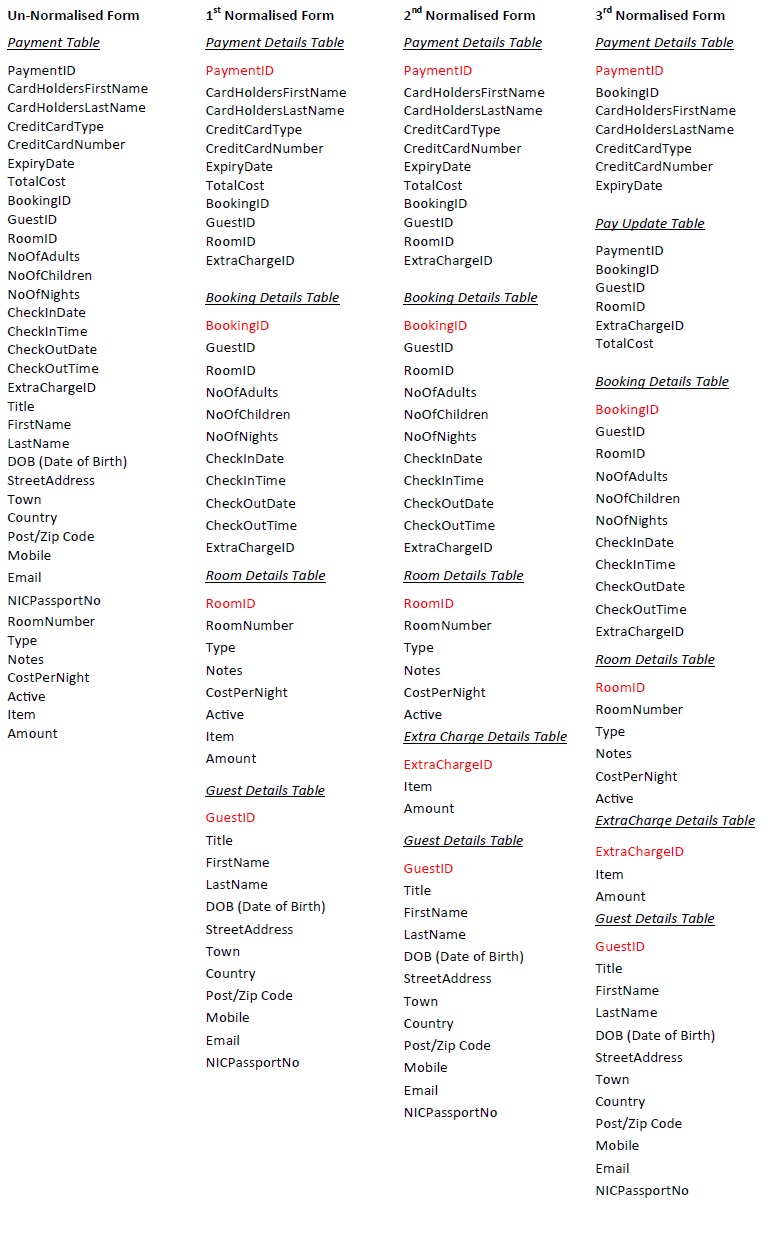 Un-Normalised Form
Payment Table
PaymentID
CardHoldersFirstName
CardHoldersLastName
CreditCardType
CreditCardNumber
ExpiryDate
TotalCost
BookingID
GuestID
RoomID
NoOfAdults
NoOfChildren
NoOfNights
CheckInDate
CheckInTime
CheckOutDate
CheckOutTime
ExtraChargeID
Title
FirstName
LastName
DOB (Date of Birth)
StreetAddress
Town
Country
Post/Zip Code
Mobile
Email
NICPassportNo
RoomNumber
Type
Notes
CostPerNight
Active
Item
Amount
1st Normalised Form
Payment Details Table
PaymentID
CardHoldersFirstName
CardHoldersLastName
CreditCardType
CreditCardNumber
ExpiryDate
TotalCost
BookingID
GuestID
RoomID
ExtraChargeID
Booking Details Table
BookingID
GuestID
RoomID
NoOfAdults
NoOfChildren
NoOfNights
CheckInDate
CheckInTime
CheckOutDate
CheckOutTime
ExtraChargeID
Room Details Table
RoomID
RoomNumber
Type
Notes
CostPerNight
Active
Item
Amount
Guest Details Table
GuestID
Title
FirstName
LastName
DOB (Date of Birth)
StreetAddress
Town
Country
Post/Zip Code
Mobile
Email
NICPassportNo
2nd Normalised Form
Payment Details Table
PaymentID
CardHoldersFirstName
CardHoldersLastName
CreditCardType
CreditCardNumber
ExpiryDate
TotalCost
BookingID
GuestID
RoomID
ExtraChargeID
Booking Details Table
BookingID
GuestID
RoomID
NoOfAdults
NoOfChildren
NoOfNights
CheckInDate
CheckInTime
CheckOutDate
CheckOutTime
ExtraChargeID
Room Details Table
RoomID
RoomNumber
Type
Notes
CostPerNight
Active
Extra Charge Details Table
ExtraChargeID
Item
Amount
Guest Details Table
GuestID
Title
FirstName
LastName
DOB (Date of Birth)
StreetAddress
Town
Country
Post/Zip Code
Mobile
Email
NICPassportNo
3rd Normalised Form
Payment Details Table
PaymentID
BookingID
CardHoldersFirstName
CardHoldersLastName
CreditCardType
CreditCardNumber
ExpiryDate
Pay Update Table
PaymentID
BookingID
GuestID
RoomID
ExtraChargeID
TotalCost
Booking Details Table
BookingID
GuestID
RoomID
NoOfAdults
NoOfChildren
NoOfNights
CheckInDate
CheckInTime
CheckOutDate
CheckOutTime
ExtraChargeID
Room Details Table
RoomID
RoomNumber
Type
Notes
CostPerNight
Active
ExtraCharge Details Table
ExtraChargeID
Item
Amount
Guest Details Table
GuestID
Title
FirstName
LastName
DOB (Date of Birth)
StreetAddress
Town
Country
Post/Zip Code
Mobile
Email
NICPassportNo